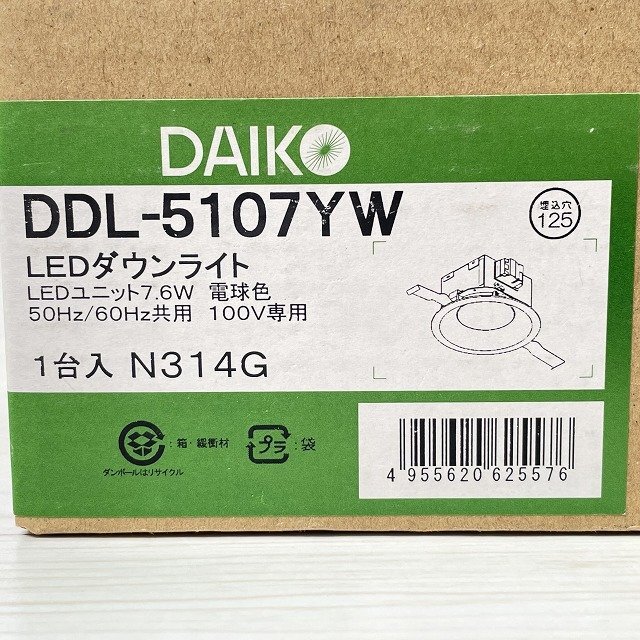 DAIKO
DDL-5107YW
埋込穴
125
LEDダウンライト
LEDユニット7.6W 電球色
50Hz/60Hz共用 100V専用
1台入 N314G
:箱・緩衝材
プラ :袋
ダンボールはリサイクル
4 955620 625576